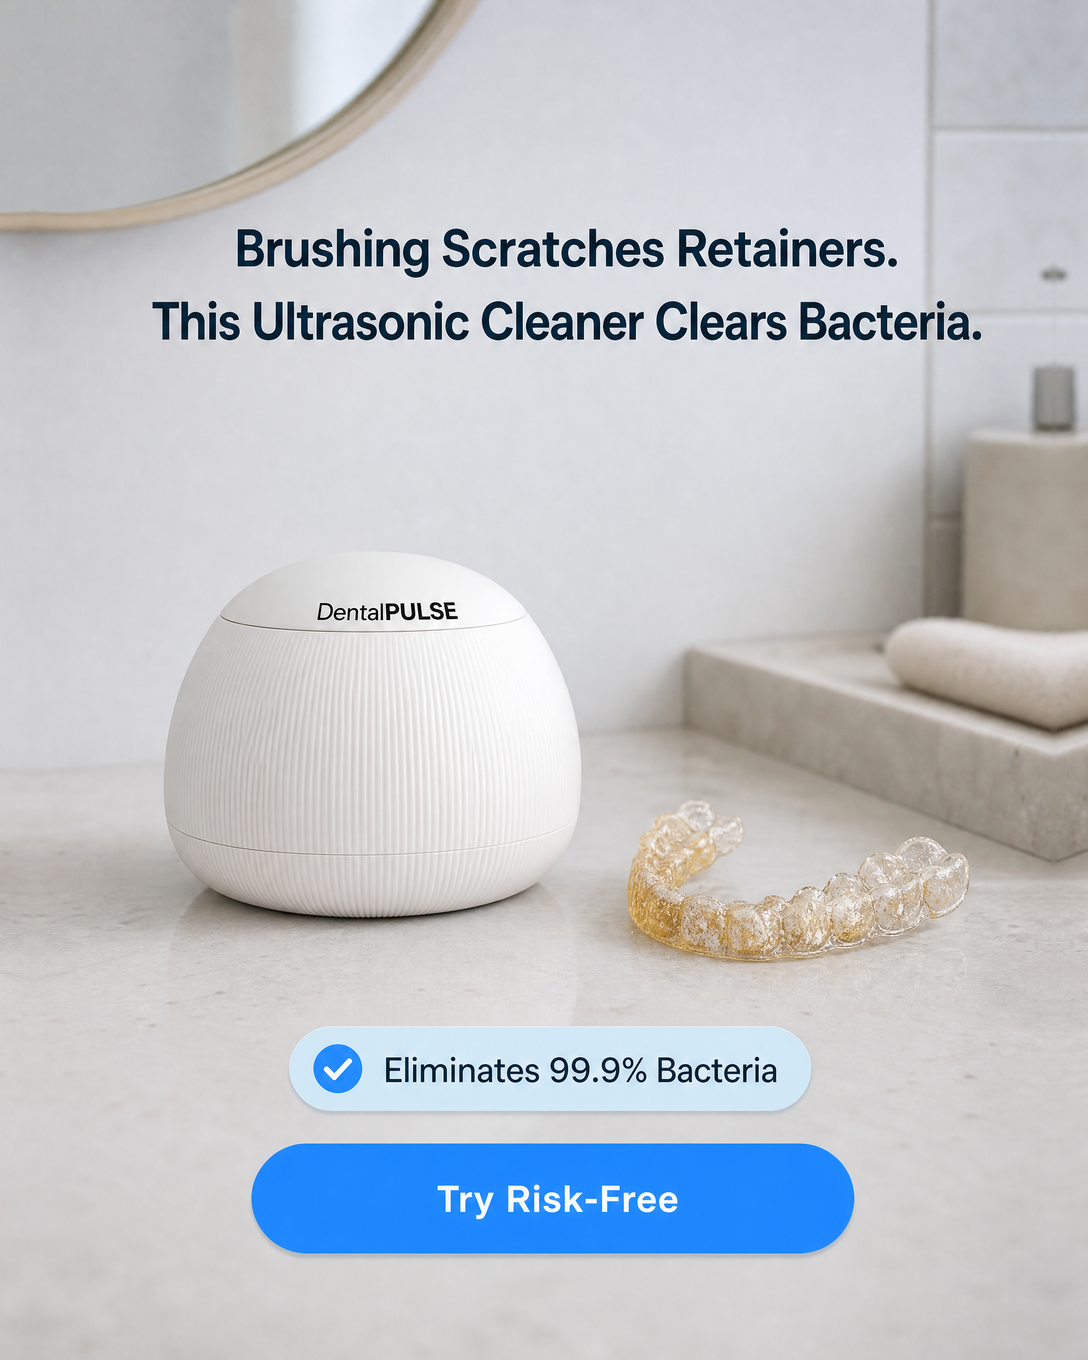 Brushing Scratches Retainers.
This Ultrasonic Cleaner Clears Bacteria.
DentalPULSE
Eliminates 99.9% Bacteria
Try Risk-Free